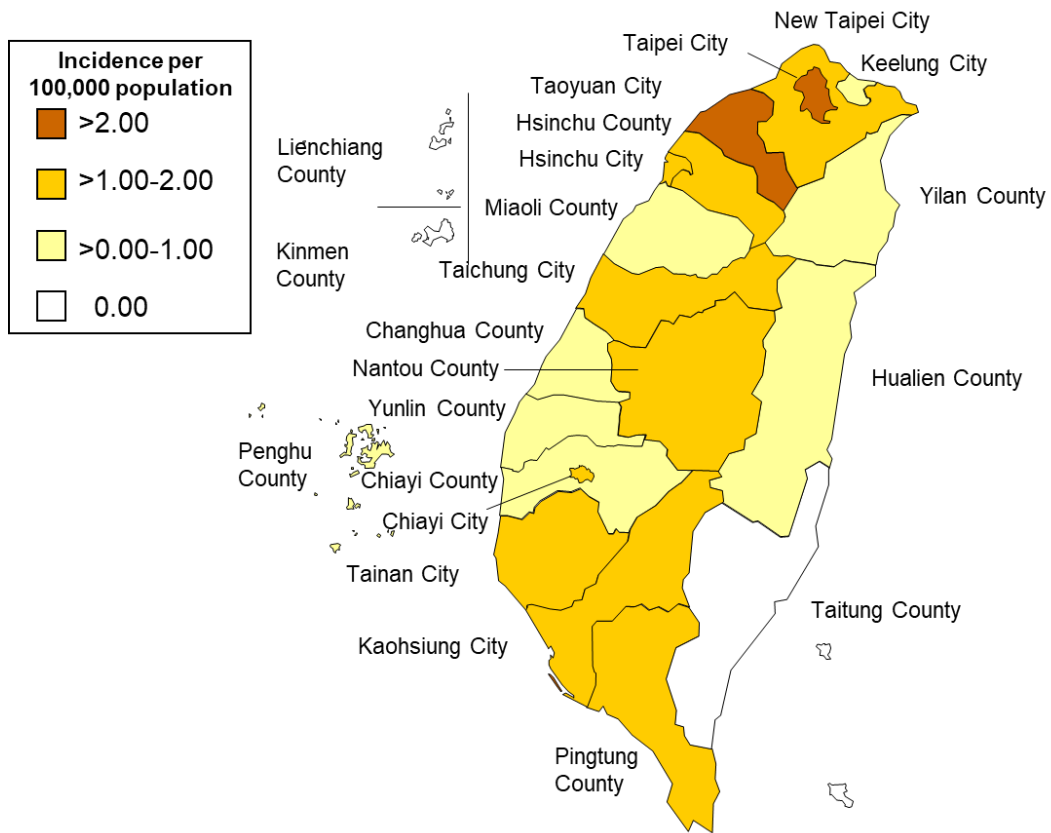 Incidence per
100,000 population
>2.00
>1.00-2.00
>0.00-1.00
0.00
New Taipei City
Taipei City
Keelung City
Taoyuan City
Hsinchu County
Hsinchu City
Lienchiang
County
Miaoli County
Yilan County
Kinmen
County
Taichung City
Changhua County
Nantou County
Hualien County
Yunlin County
Penghu
County
Chiayi County
Chiayi City
Tainan City
Taitung County
Kaohsiung City
Pingtung
County